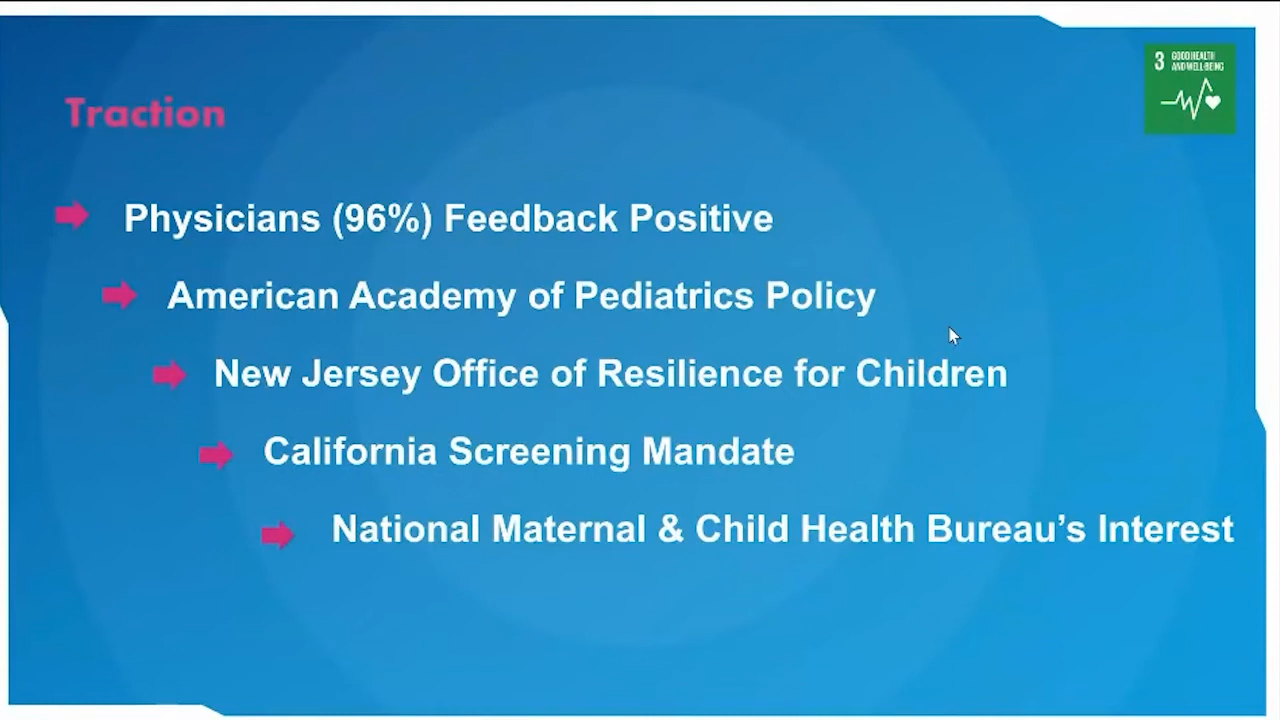 3 GOOD HEALTH
AND WELL-BEING
Traction
Physicians (96%) Feedback Positive
American Academy of Pediatrics Policy
New Jersey Office of Resilience for Children
California Screening Mandate
National Maternal & Child Health Bureau’s Interest